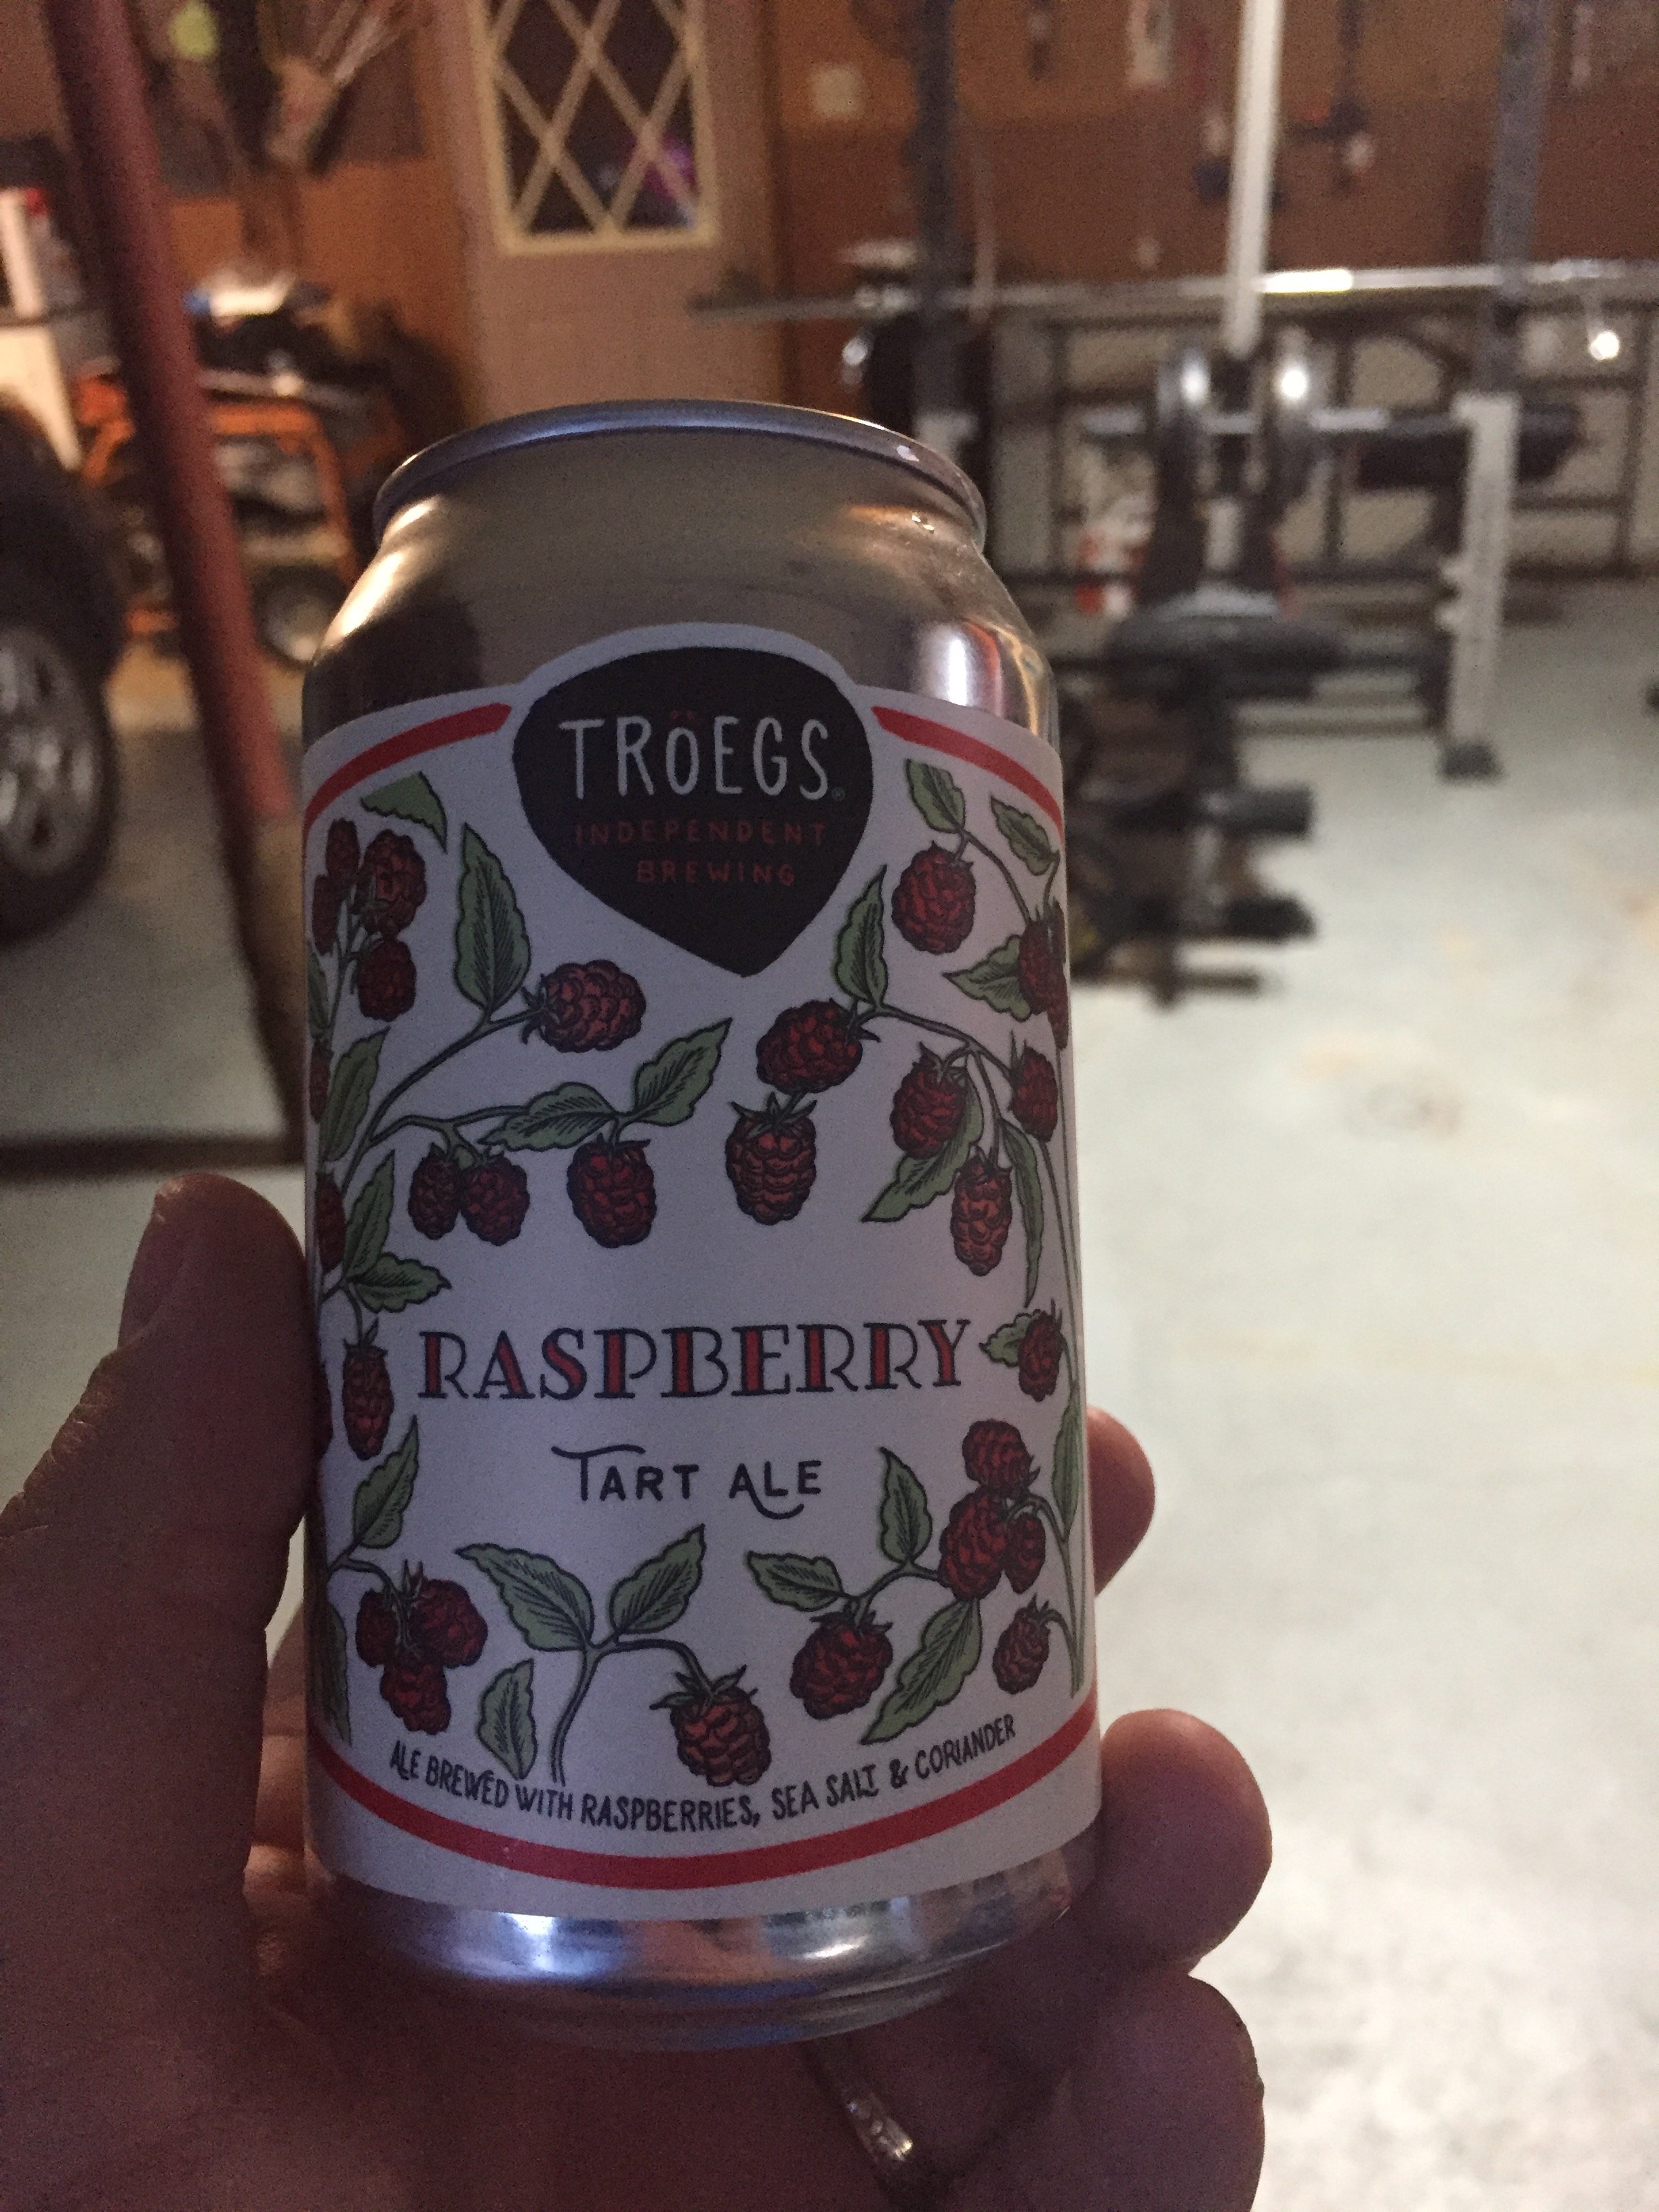 TRÖEGS®
INDEPENDENT
BREWING
RASPBERRY
TART ALE
ALE BREWED WITH RASPBERRIES, SEA SALT & CORIANDER